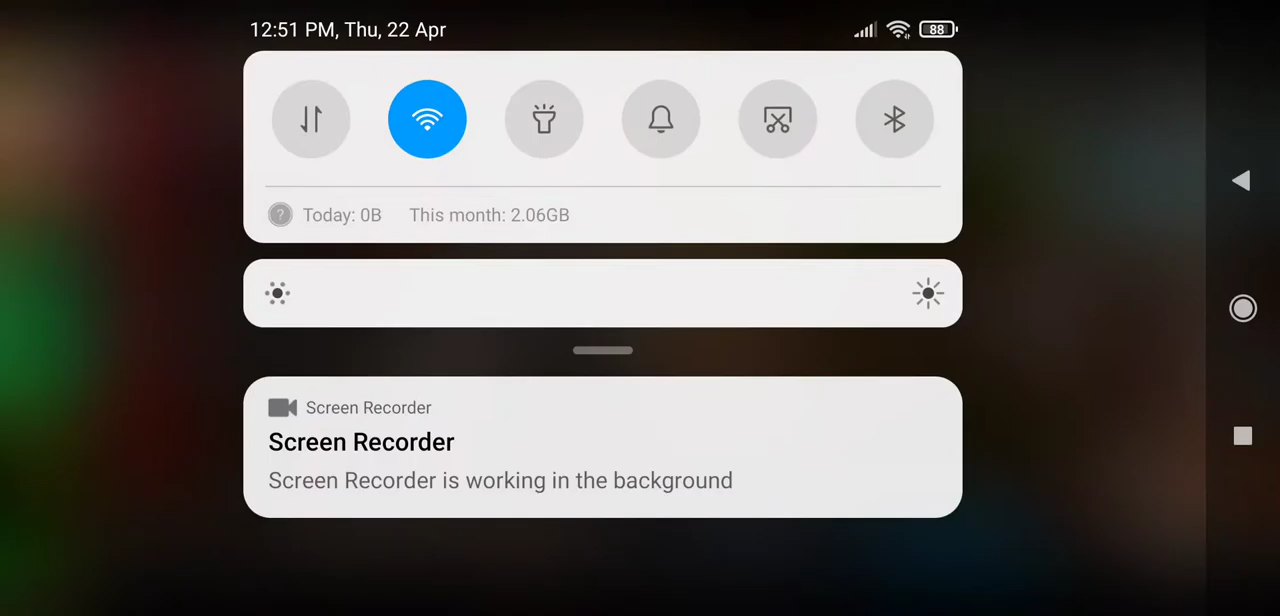 12:51 PM, Thu, 22 Apr
88
Today: 0B This month: 2.06GB
Screen Recorder
Screen Recorder
Screen Recorder is working in the background